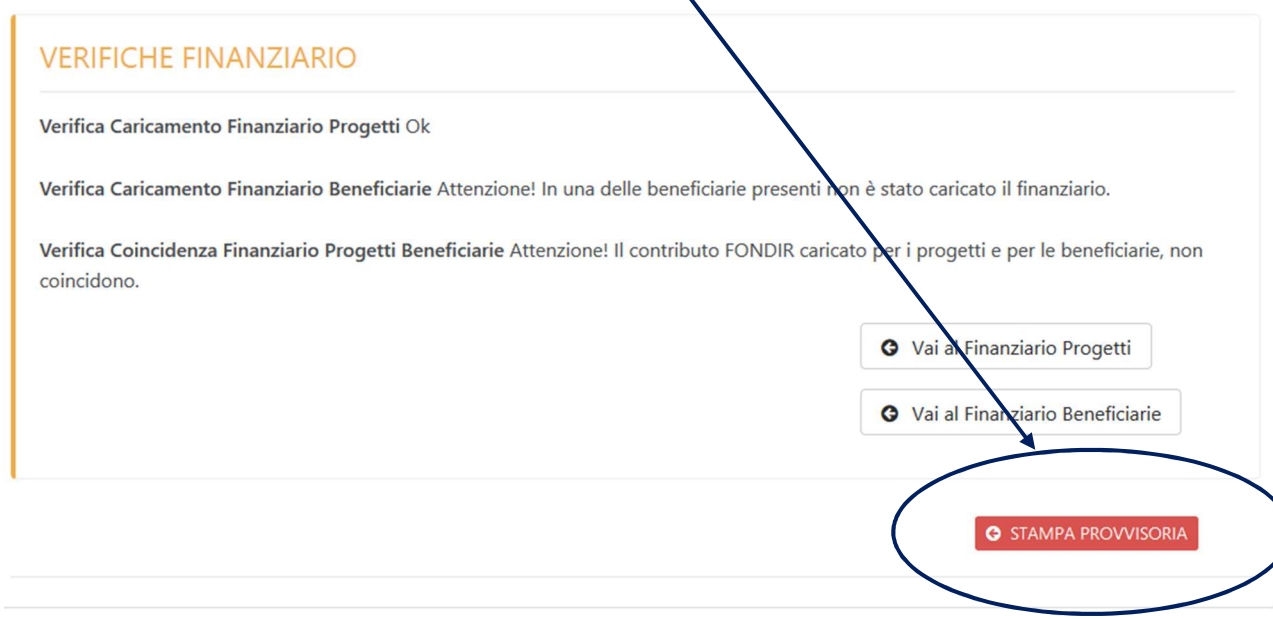 VERIFICHE FINANZIARIO
Verifica Caricamento Finanziario Progetti Ok
Verifica Caricamento Finanziario Beneficiarie Attenzione! In una delle beneficiarie presenti non è stato caricato il finanziario.
Verifica Coincidenza Finanziario Progetti Beneficiarie Attenzione! Il contributo FONDIR caricato per i progetti e per le beneficiarie, non
coincidono.
Vai al Finanziario Progetti
Vai al Finanziario Beneficiarie
STAMPA PROVVISORIA